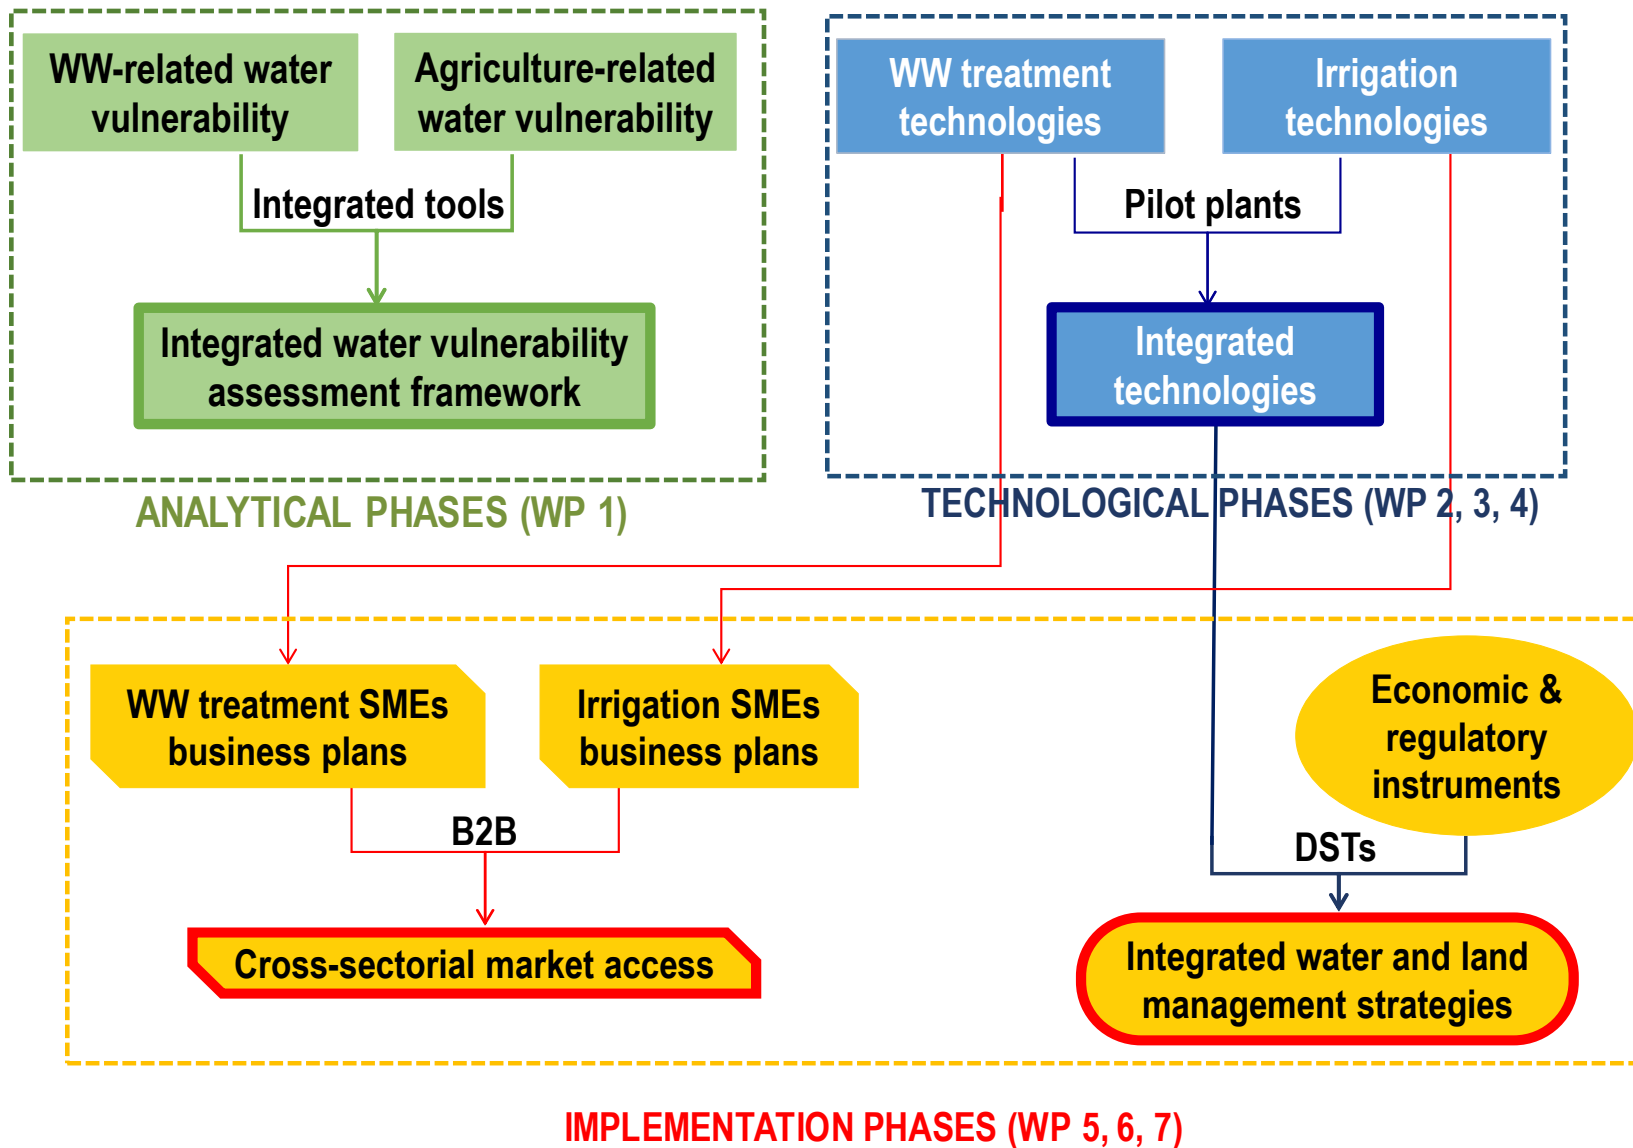 WW-related water
vulnerability
Agriculture-related
water vulnerability
Integrated tools
Integrated water vulnerability
assessment framework
ANALYTICAL PHASES (WP 1)
WW treatment
technologies
Irrigation
technologies
Pilot plants
Integrated
technologies
TECHNOLOGICAL PHASES (WP 2, 3, 4)
WW treatment SMEs
business plans
Irrigation SMEs
business plans
B2B
Cross-sectorial market access
Economic &
regulatory
instruments
DSTs
Integrated water and land
management strategies
IMPLEMENTATION PHASES (WP 5, 6, 7)